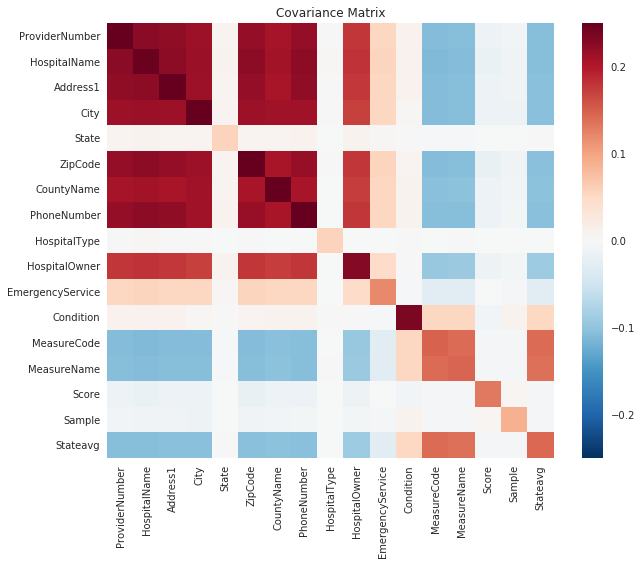 Covariance Matrix
ProviderNumber
HospitalName
Address1
City
State
ZipCode
CountyName
PhoneNumber
HospitalType
HospitalOwner
EmergencyService
Condition
MeasureCode
MeasureName
Score
Sample
Stateavg
0.2
0.1
0.0
−0.1
−0.2
ProviderNumber
HospitalName
Address1
City
State
ZipCode
CountyName
PhoneNumber
HospitalType
HospitalOwner
EmergencyService
Condition
MeasureCode
MeasureName
Score
Sample
Stateavg